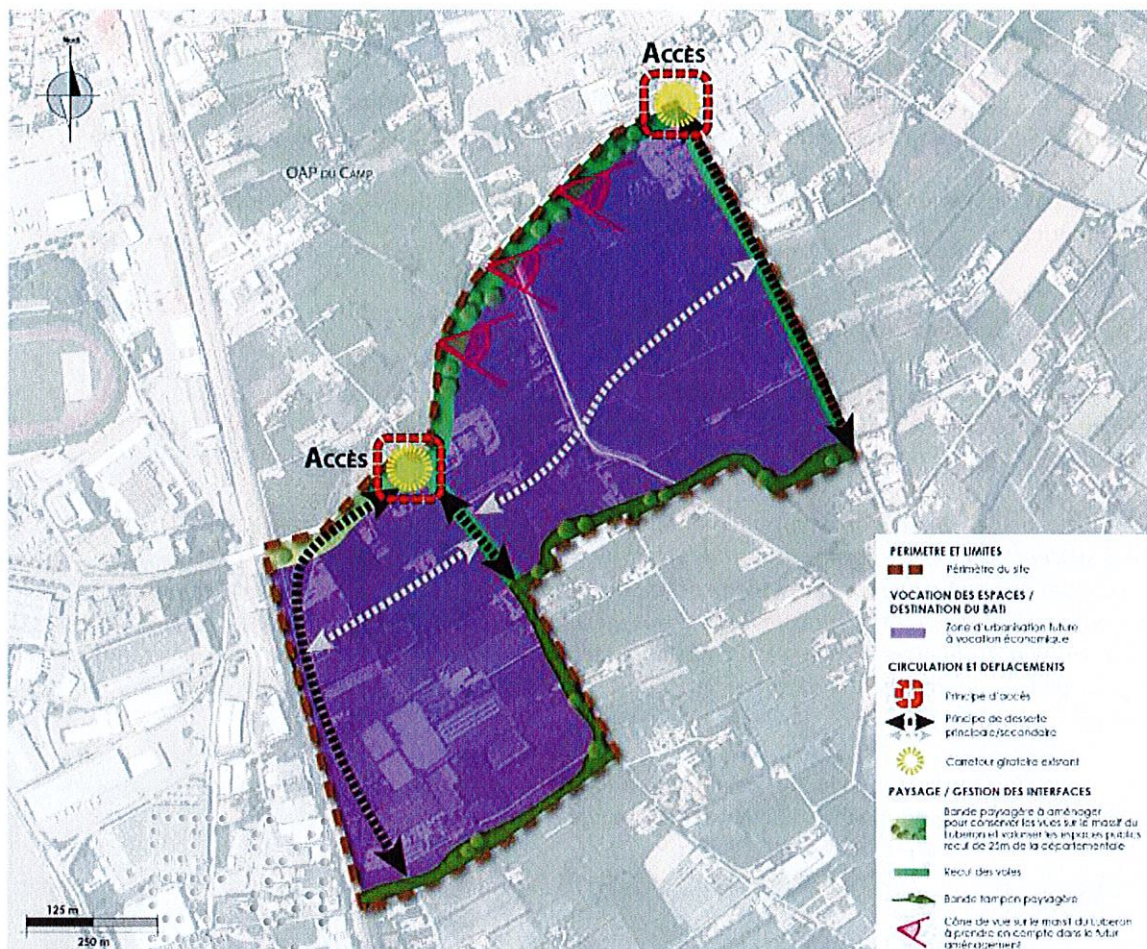 Nord
ACCÈS
OAP DU CAMP
ACCÈS
PERIMETRE ET LIMITES
Périmètre du site
VOCATION DES ESPACES /
DESTINATION DU BATI
Zone d'urbanisation future
à vocation économique
CIRCULATION ET DEPLACEMENTS
Principe d'accès
Principe de desserte
principale/secondaire
Carrefour giratoire existant
PAYSAGE / GESTION DES INTERFACES
Bande paysagère à aménager
pour conserver les vues sur le massif du
Luberon et valoriser les espaces publics
recul de 25m de la départementale
Recul des voies
Bande tampon paysagère
Cône de vue sur le massif du Luberon
à prendre en compte dans le futur
aménagement
125 m
250 m